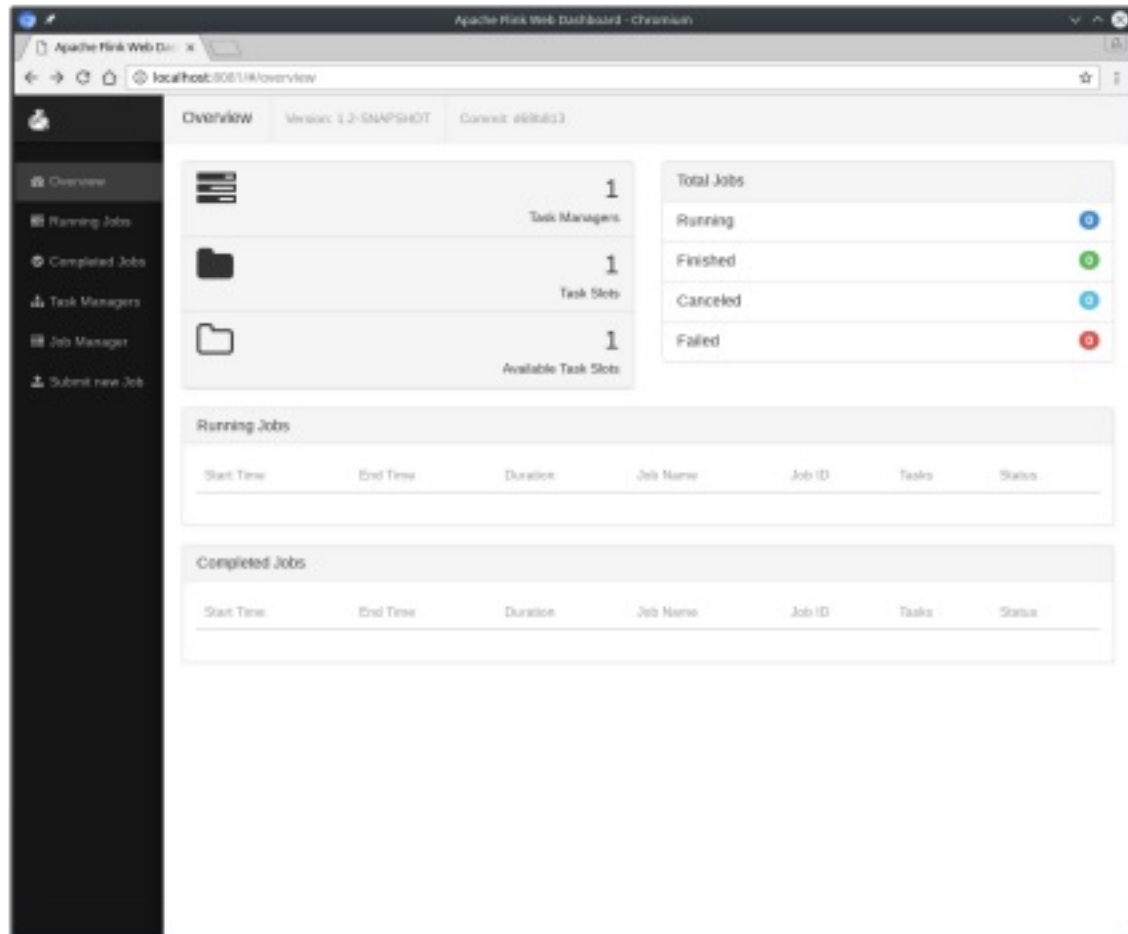 Apache Flink Web Dashboard - Chromium
Apache Flink Web Das
localhost:8081/#/overview
Overview
Version: 1.2-SNAPSHOT
Commit:
Overview
Running Jobs
Completed Jobs
Task Managers
Job Manager
Submit new Job
1
Task Managers
1
Task Slots
1
Available Task Slots
Total Jobs
Running 0
Finished 0
Canceled 0
Failed 0
Running Jobs
Start Time End Time Duration Job Name Job ID Tasks Status
Completed Jobs
Start Time End Time Duration Job Name Job ID Tasks Status